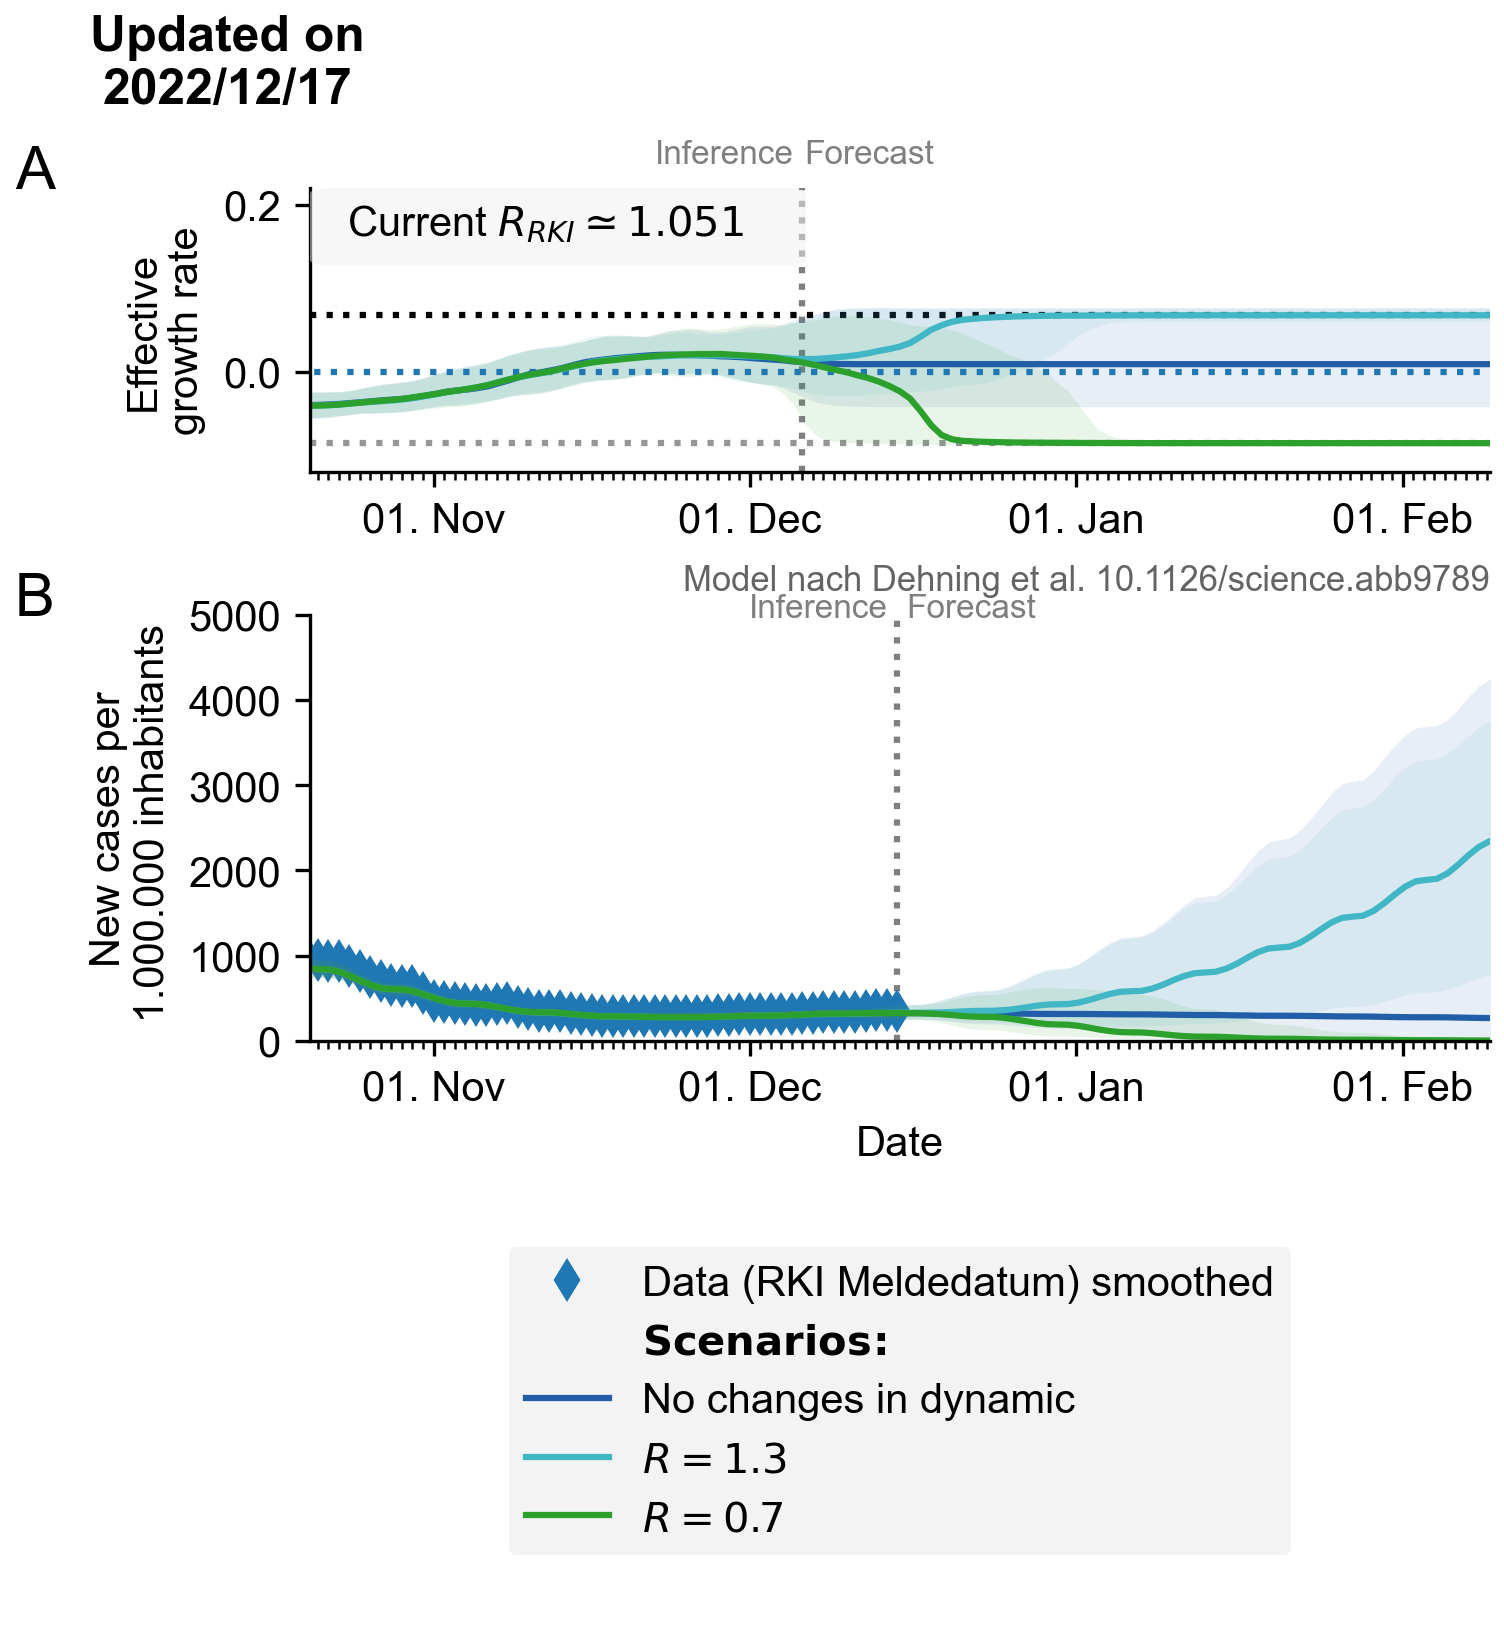 Updated on
2022/12/17
A
Inference Forecast
Current R_RKI ≃ 1.051
0.2
0.0
Effective
growth rate
01. Nov 01. Dec 01. Jan 01. Feb
Model nach Dehning et al. 10.1126/science.abb9789
B
Inference Forecast
5000
4000
3000
2000
1000
0
New cases per
1.000.000 inhabitants
01. Nov 01. Dec 01. Jan 01. Feb
Date
Data (RKI Meldedatum) smoothed
Scenarios:
No changes in dynamic
R = 1.3
R = 0.7